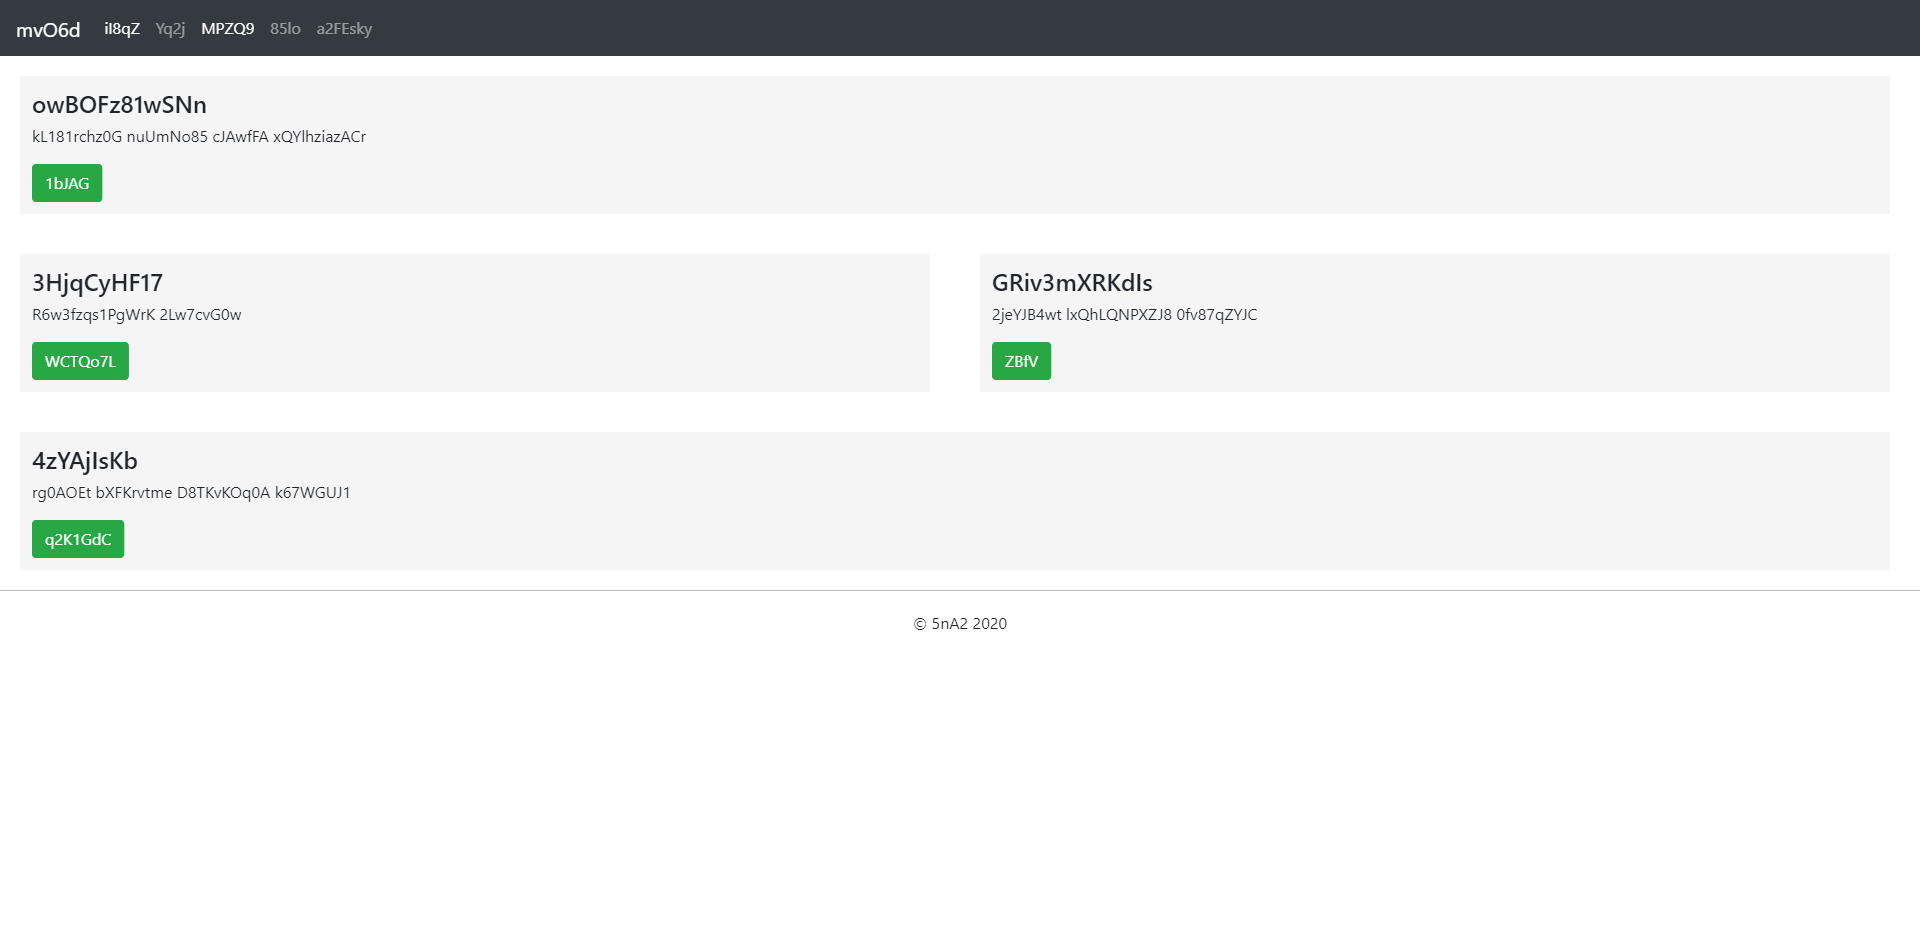 mvO6d iI8qZ Yq2j MPZQ9 85lo a2FEsky
owBOFz81wSNn
kL181rchz0G nuUmNo85 cJAwfFA xQYlhziazACr
1bJAG
3HjqCyHF17
R6w3fzqs1PgWrK 2Lw7cvG0w
WCTQo7L
GRiv3mXRKdIs
2jeYJB4wt lxQhLQNPXZJ8 0fv87qZYJC
ZBfV
4zYAjIsKb
rg0AOEt bXFKrvtme D8TKvKOq0A k67WGUJ1
q2K1GdC
© 5nA2 2020